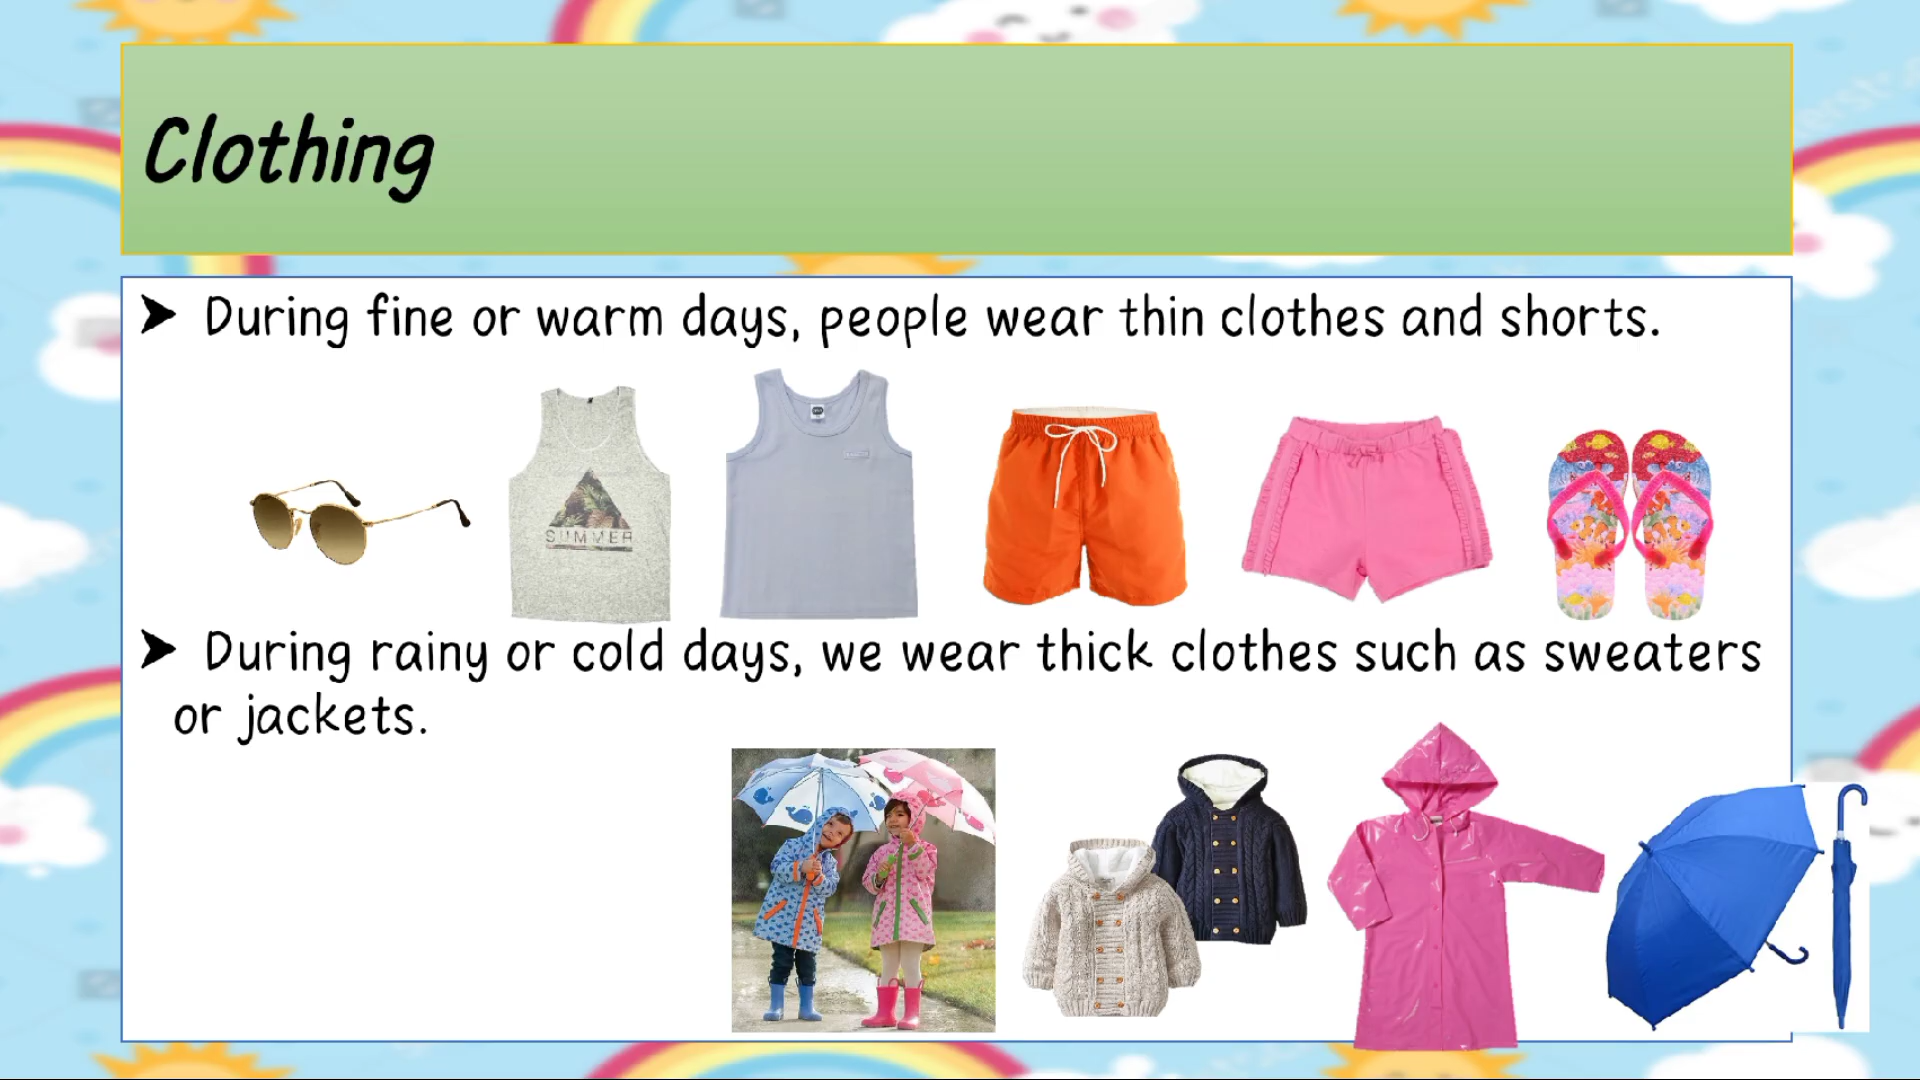 Clothing
➤ During fine or warm days, people wear thin clothes and shorts.
SUMMER
➤ During rainy or cold days, we wear thick clothes such as sweaters
or jackets.